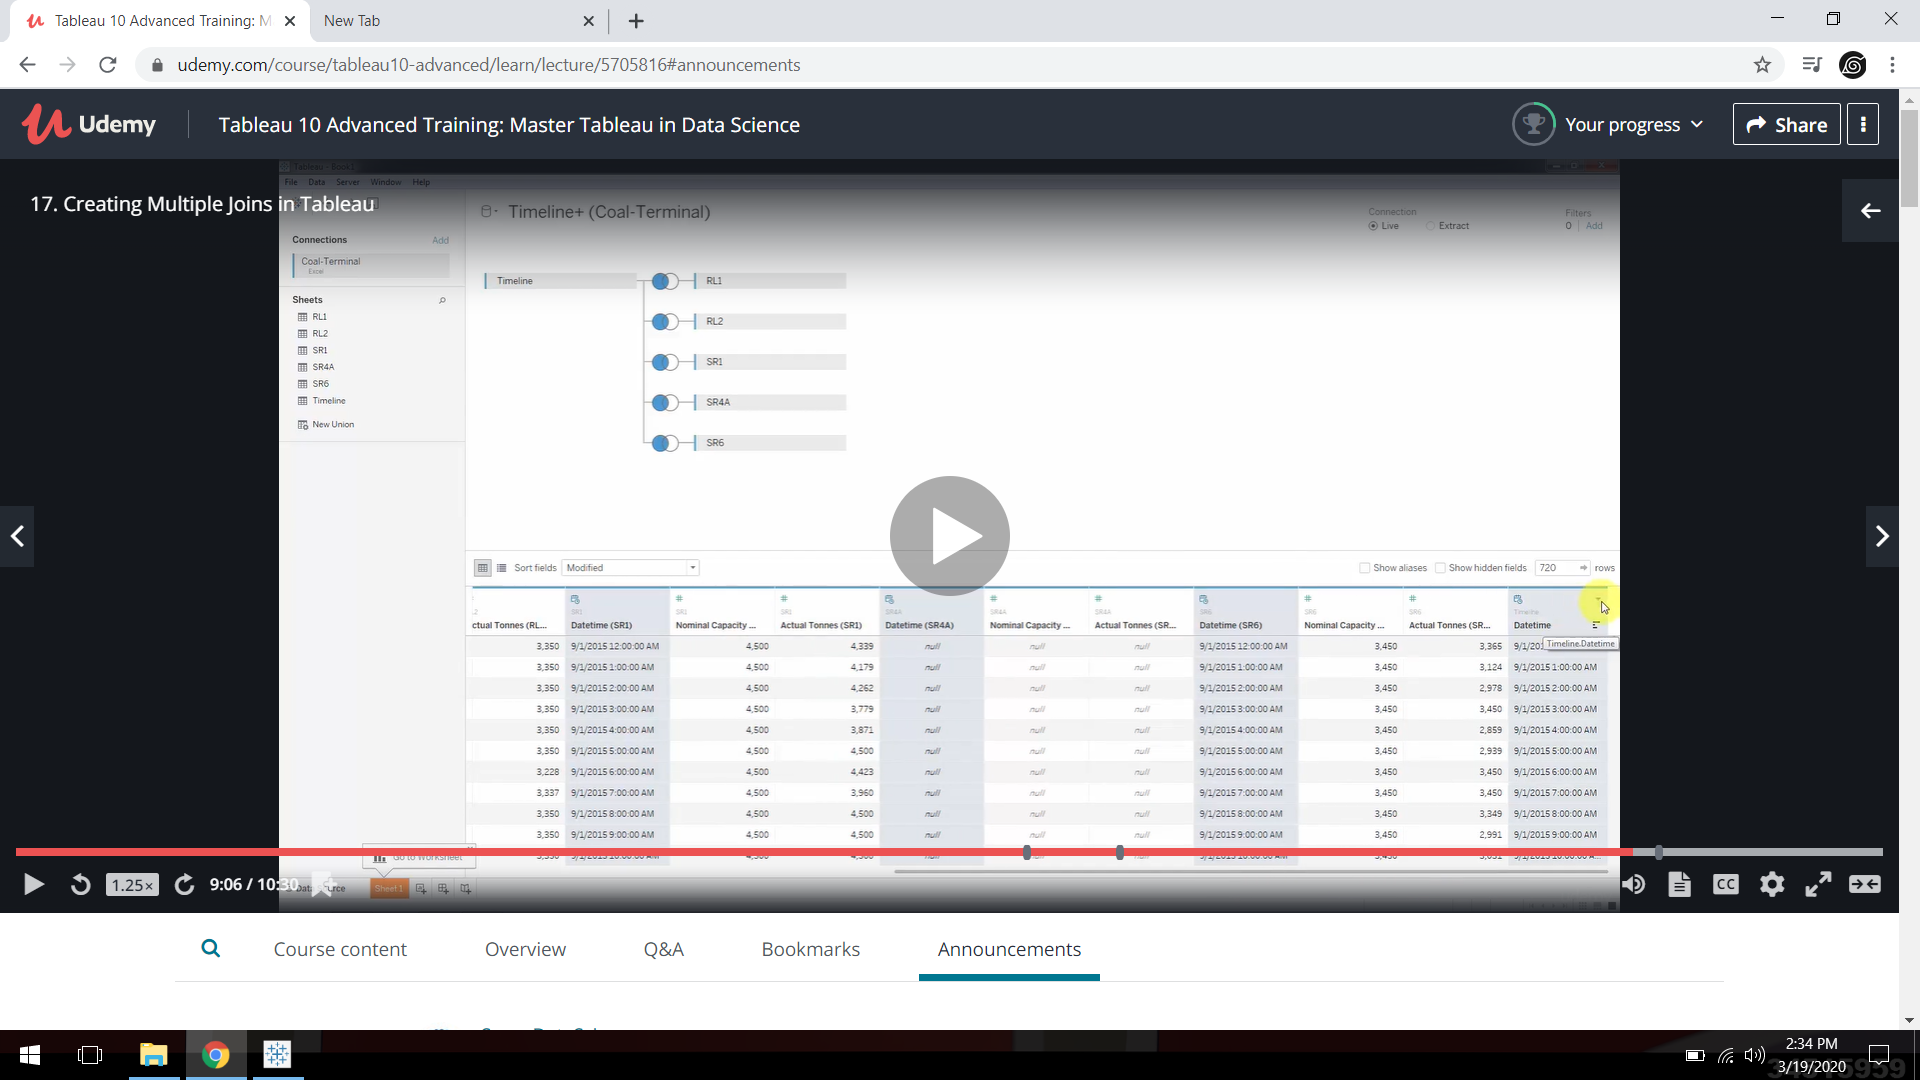 Tableau 10 Advanced Training: M
New Tab
udemy.com/course/tableau10-advanced/learn/lecture/5705816#announcements
Udemy
Tableau 10 Advanced Training: Master Tableau in Data Science
Your progress
Share
File Data Server Window Help
17. Creating Multiple Joins in Tableau
Timeline+ (Coal-Terminal)
Connection
Live Extract
Filters
0 Add
Connections Add
Coal-Terminal
Excel
Sheets
RL1
RL2
SR1
SR4A
SR6
Timeline
New Union
Timeline
RL1
RL2
SR1
SR4A
SR6
Sort fields Modified Show aliases Show hidden fields 720 rows
SR1 SR1 SR1 SR4A SR4A SR4A SR6 SR6 SR6 Timeline
ctual Tonnes (RL... Datetime (SR1) Nominal Capacity ... Actual Tonnes (SR1) Datetime (SR4A) Nominal Capacity ... Actual Tonnes (SR... Datetime (SR6) Nominal Capacity ... Actual Tonnes (SR... Datetime
3,350 9/1/2015 12:00:00 AM 4,500 4,339 null null null 9/1/2015 12:00:00 AM 3,450 3,365 9/1/201
Timeline.Datetime
3,350 9/1/2015 1:00:00 AM 4,500 4,179 null null null 9/1/2015 1:00:00 AM 3,450 3,124 9/1/2015 1:00:00 AM
3,350 9/1/2015 2:00:00 AM 4,500 4,262 null null null 9/1/2015 2:00:00 AM 3,450 2,978 9/1/2015 2:00:00 AM
3,350 9/1/2015 3:00:00 AM 4,500 3,779 null null null 9/1/2015 3:00:00 AM 3,450 3,450 9/1/2015 3:00:00 AM
3,350 9/1/2015 4:00:00 AM 4,500 3,871 null null null 9/1/2015 4:00:00 AM 3,450 2,859 9/1/2015 4:00:00 AM
3,350 9/1/2015 5:00:00 AM 4,500 4,500 null null null 9/1/2015 5:00:00 AM 3,450 2,939 9/1/2015 5:00:00 AM
3,228 9/1/2015 6:00:00 AM 4,500 4,423 null null null 9/1/2015 6:00:00 AM 3,450 3,450 9/1/2015 6:00:00 AM
3,337 9/1/2015 7:00:00 AM 4,500 3,960 null null null 9/1/2015 7:00:00 AM 3,450 3,450 9/1/2015 7:00:00 AM
3,350 9/1/2015 8:00:00 AM 4,500 4,500 null null null 9/1/2015 8:00:00 AM 3,450 3,349 9/1/2015 8:00:00 AM
3,350 9/1/2015 9:00:00 AM 4,500 4,500 null null null 9/1/2015 9:00:00 AM 3,450 2,991 9/1/2015 9:00:00 AM
Go to Worksheet
1.25× 9:06 / 10:30
Sheet 1
CC
Course content Overview Q&A Bookmarks Announcements
2:34 PM
3/19/2020